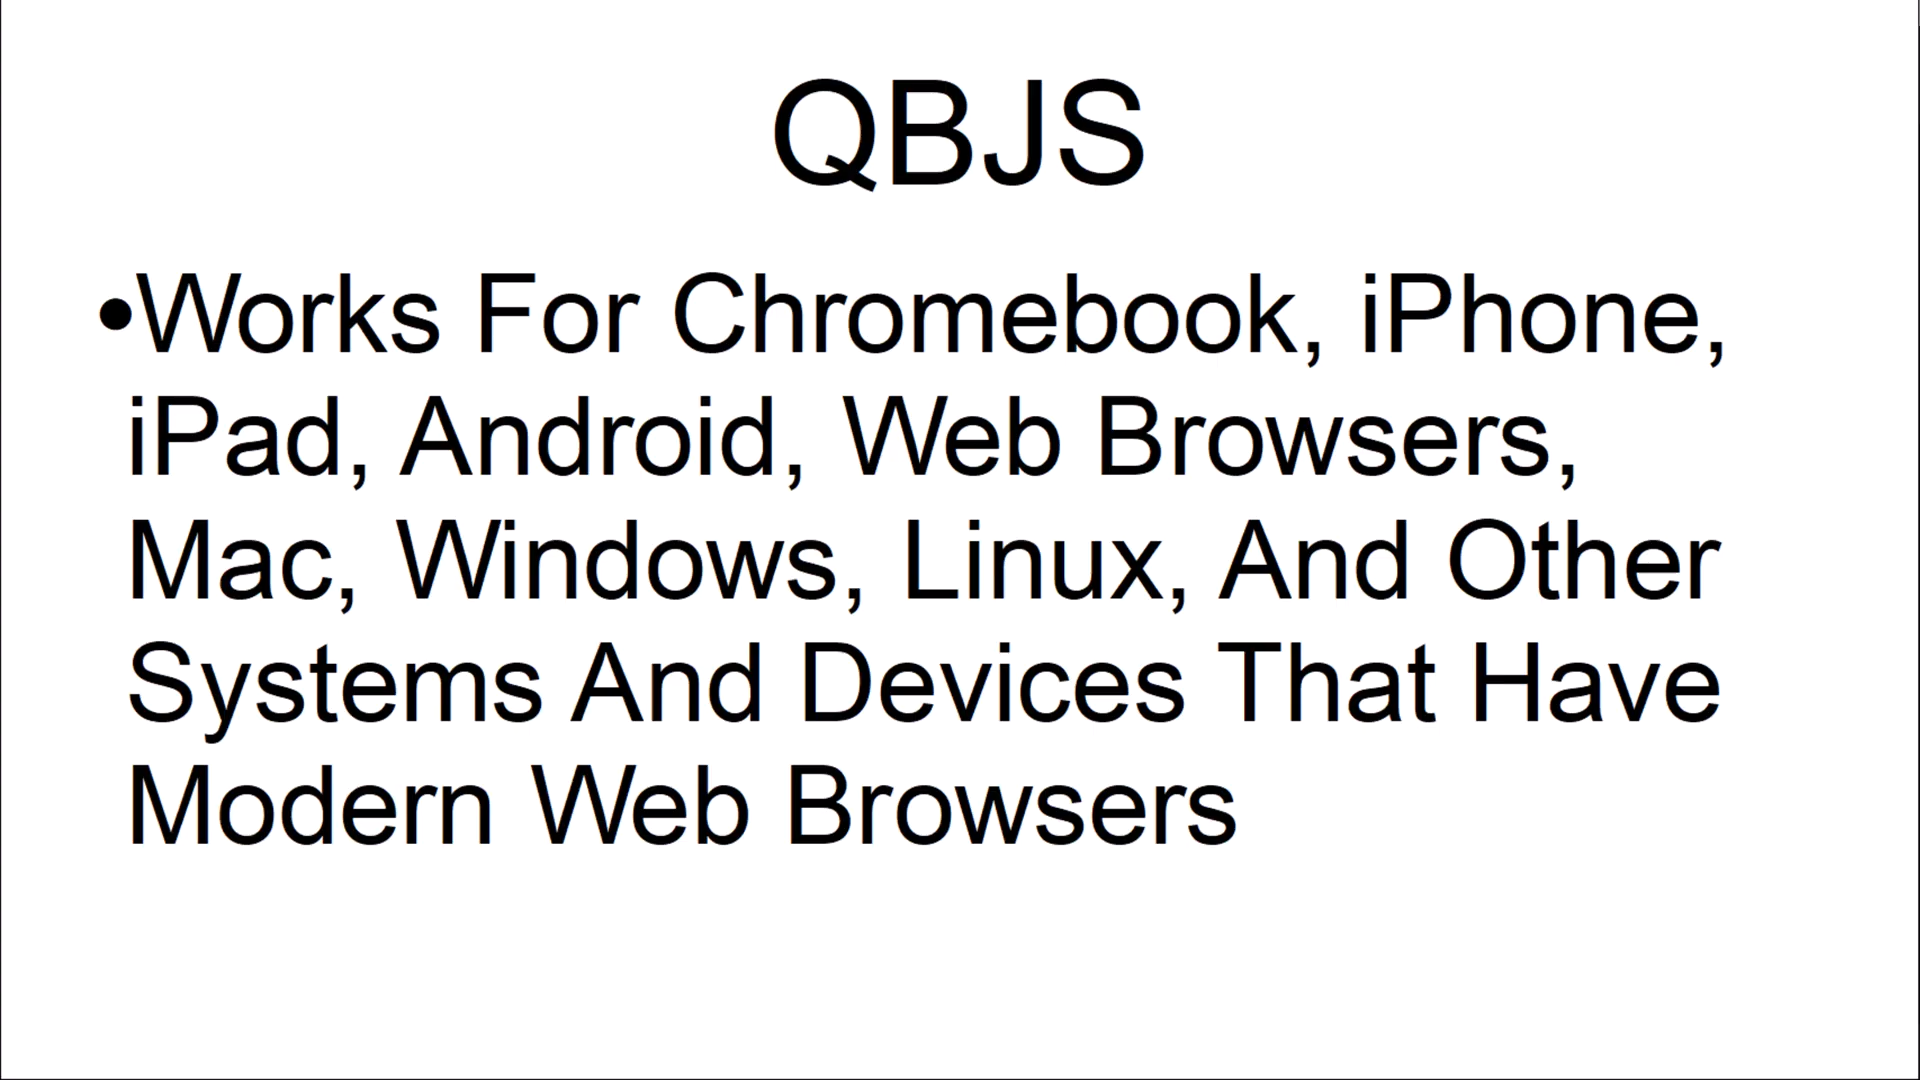 QBJS
•Works For Chromebook, iPhone,
iPad, Android, Web Browsers,
Mac, Windows, Linux, And Other
Systems And Devices That Have
Modern Web Browsers